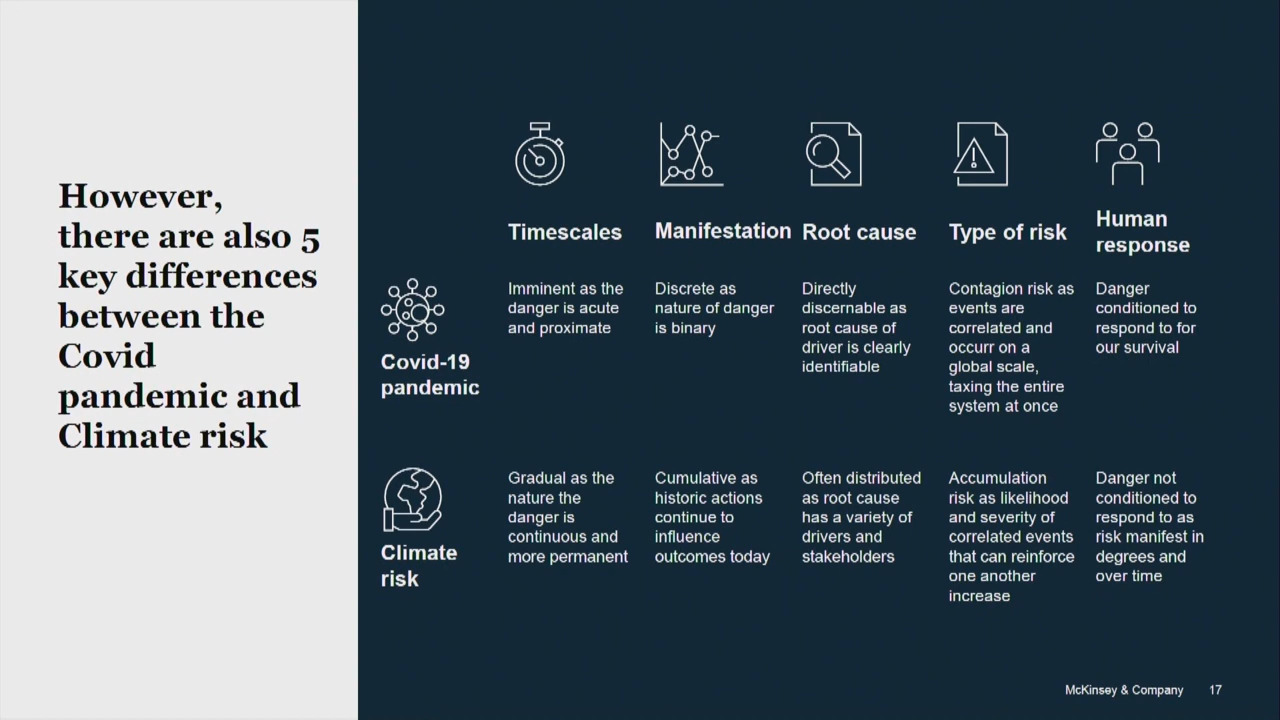 However,
there are also 5
key differences
between the
Covid
pandemic and
Climate risk
Timescales
Manifestation
Root cause
Type of risk
Human
response
Covid-19
pandemic
Imminent as the
danger is acute
and proximate
Discrete as
nature of danger
is binary
Directly
discernable as
root cause of
driver is clearly
identifiable
Contagion risk as
events are
correlated and
occurr on a
global scale,
taxing the entire
system at once
Danger
conditioned to
respond to for
our survival
Climate
risk
Gradual as the
nature the
danger is
continuous and
more permanent
Cumulative as
historic actions
continue to
influence
outcomes today
Often distributed
as root cause
has a variety of
drivers and
stakeholders
Accumulation
risk as likelihood
and severity of
correlated events
that can reinforce
one another
increase
Danger not
conditioned to
respond to as
risk manifest in
degrees and
over time
McKinsey & Company 17